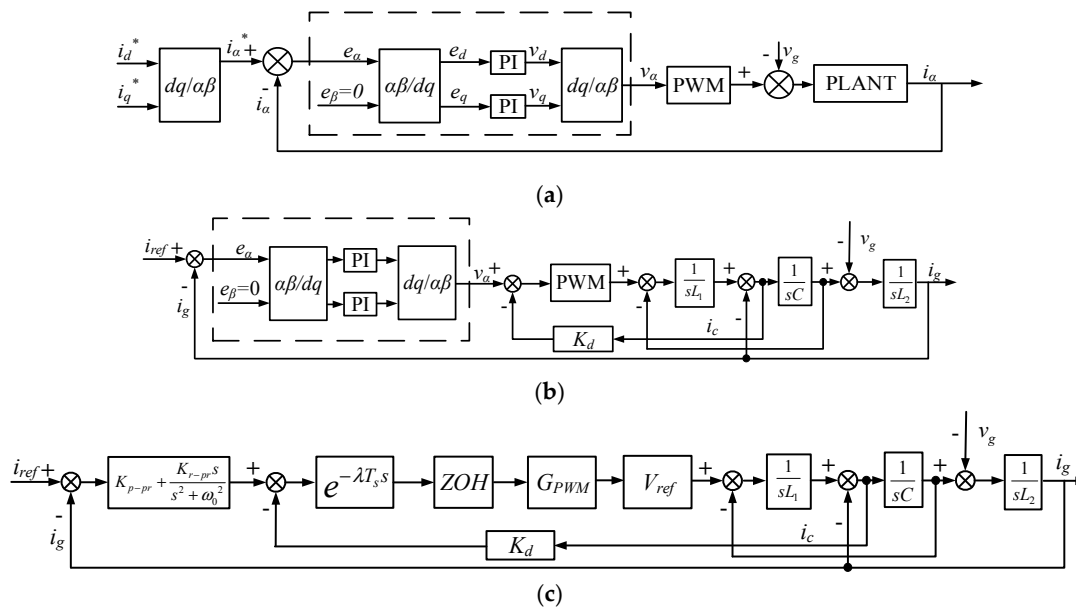 i_d^* i_q^* dq/αβ i_α^* + - i_α e_α e_β=0 αβ/dq e_d e_q PI PI v_d v_q dq/αβ v_α PWM + - v_g PLANT i_α
(a)
i_ref + - i_g e_α e_β=0 αβ/dq PI PI dq/αβ v_α + - PWM + - 1/sL_1 + - 1/sC + - v_g 1/sL_2 i_g
K_d i_c
(b)
i_ref + - i_g K_{p-pr} + K_{r-pr}s/(s^2+ω_0^2) + - e^{-λT_s s} ZOH G_PWM V_ref + - 1/sL_1 + - 1/sC + - v_g 1/sL_2 i_g
K_d i_c
(c)